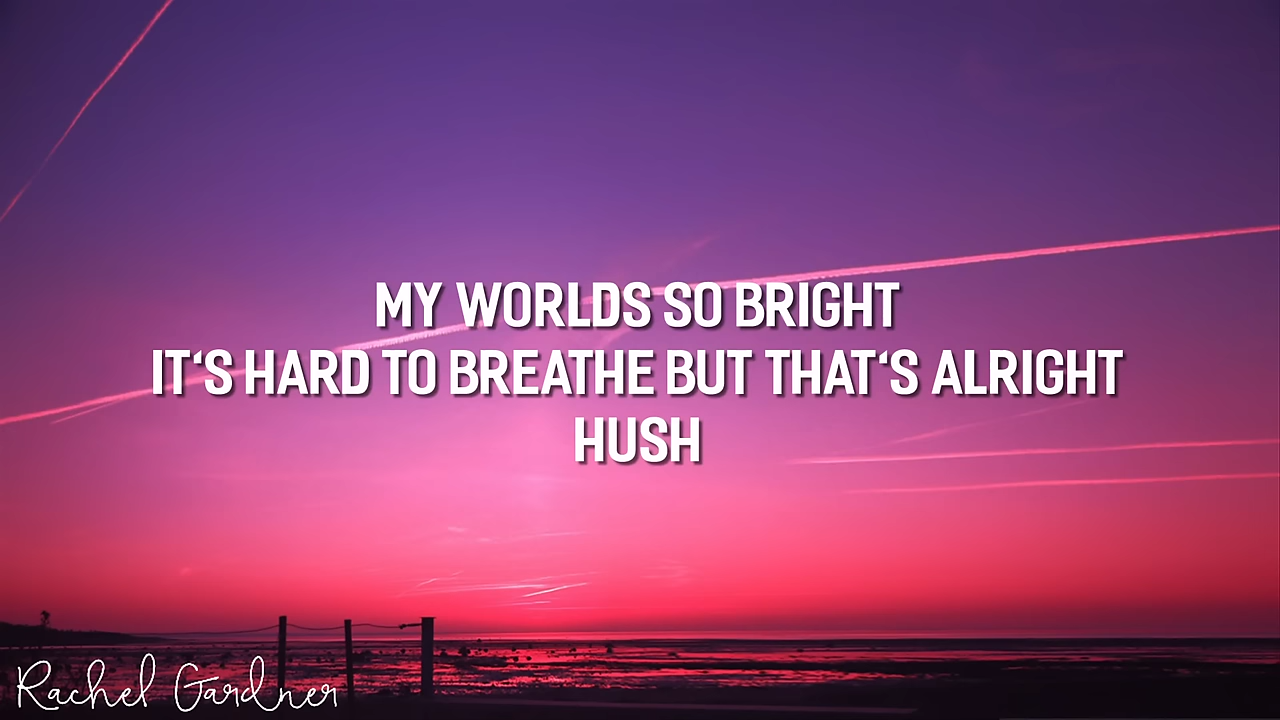 MY WORLDS SO BRIGHT
IT‘S HARD TO BREATHE BUT THAT‘S ALRIGHT
HUSH
Rachel Gardner